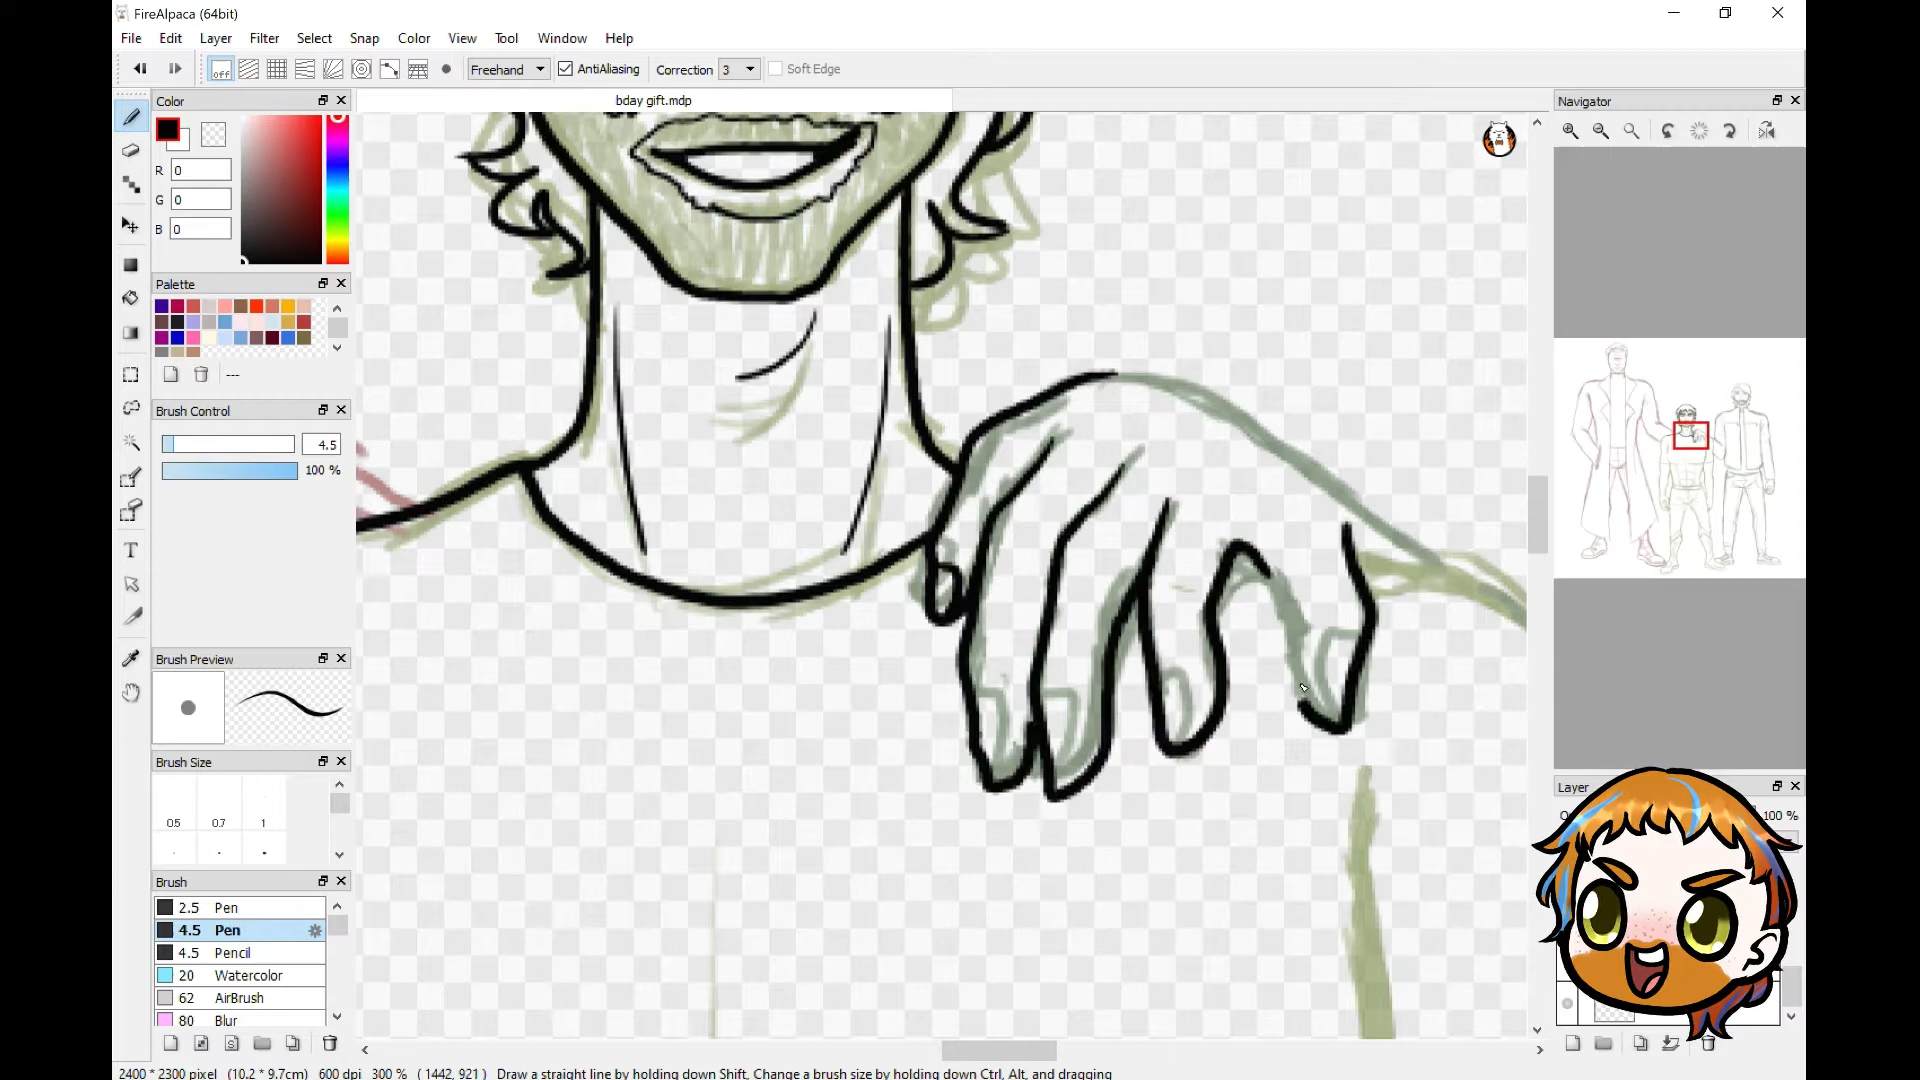 FireAlpaca (64bit)
File Edit Layer Filter Select Snap Color View Tool Window Help
off Freehand AntiAliasing Correction 3 Soft Edge
Color
bday gift.mdp
Navigator
R 0
G 0
B 0
Palette
---
Brush Control
4.5
100 %
Brush Preview
Brush Size
0.5 0.7 1
Layer
100 %
Brush
2.5 Pen
4.5 Pen
4.5 Pencil
20 Watercolor
62 AirBrush
80 Blur
T
2400 * 2300 pixel (10.2 * 9.7cm) 600 dpi 300 % ( 1442, 921 ) Draw a straight line by holding down Shift, Change a brush size by holding down Ctrl, Alt, and dragging